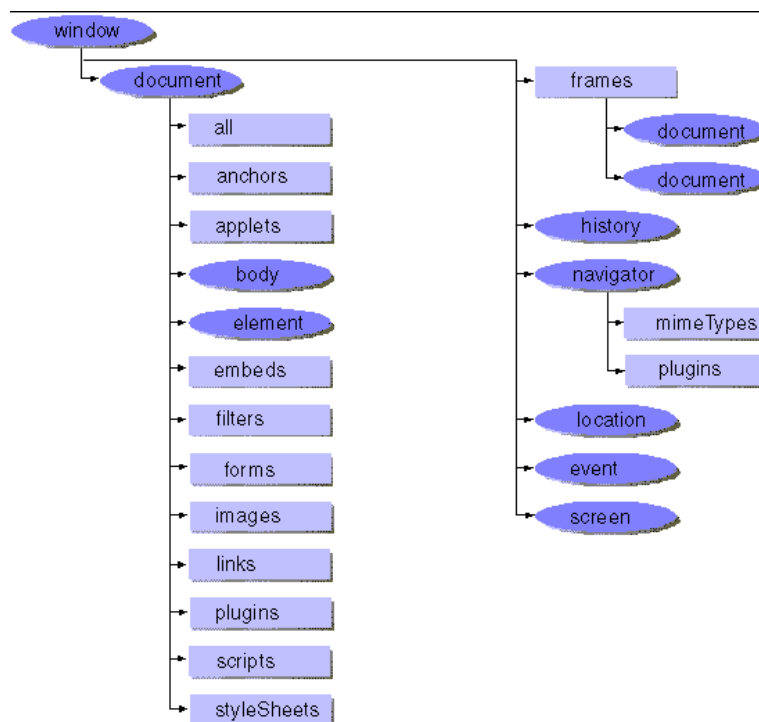 window
document
all
anchors
applets
body
element
embeds
filters
forms
images
links
plugins
scripts
styleSheets
frames
document
document
history
navigator
mimeTypes
plugins
location
event
screen